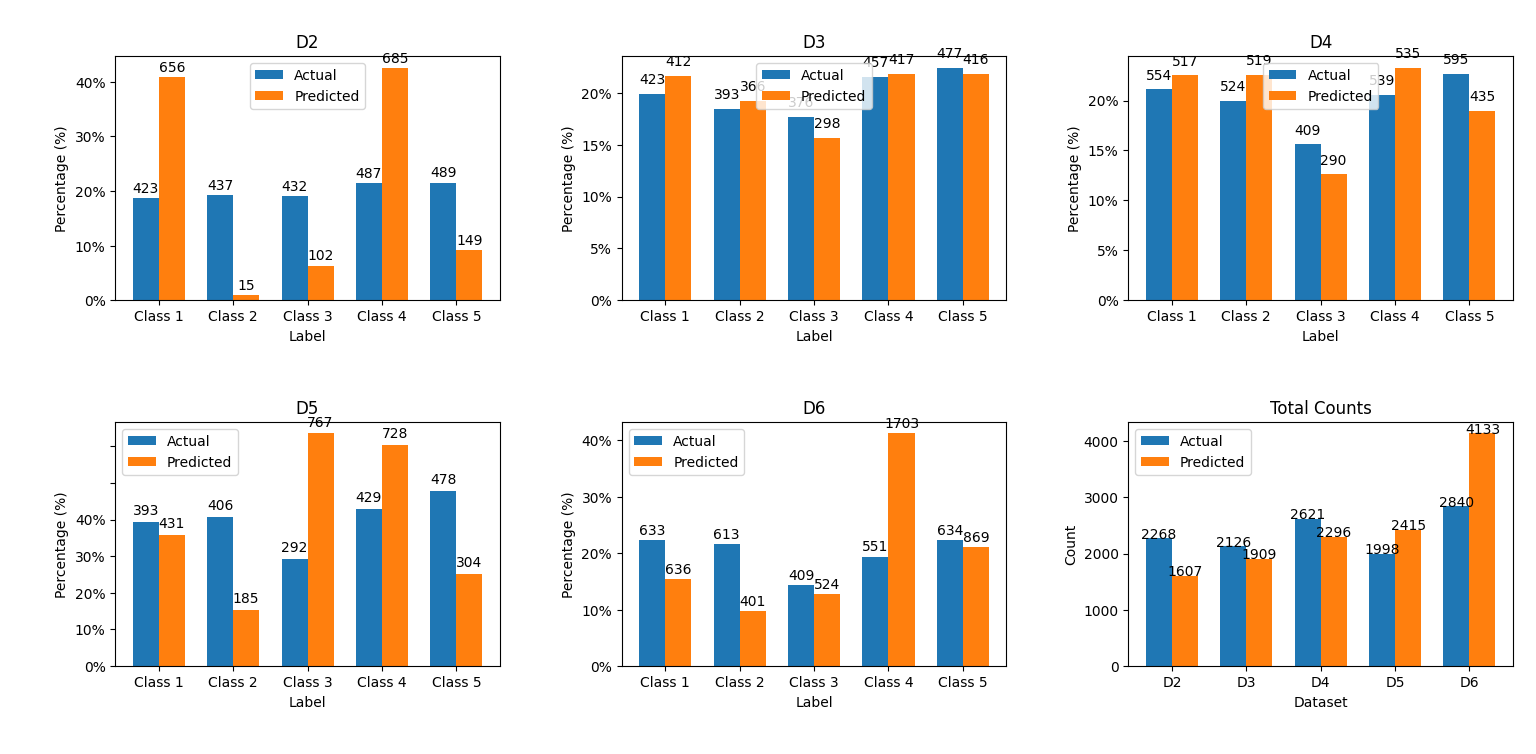 D2
Actual
Predicted
423 656 437 15 432 102 487 685 489 149
Percentage (%)
40%
30%
20%
10%
0%
Class 1 Class 2 Class 3 Class 4 Class 5
Label
D3
Actual
Predicted
423 412 393 366 378 298 457 417 477 416
Percentage (%)
20%
15%
10%
5%
0%
Class 1 Class 2 Class 3 Class 4 Class 5
Label
D4
Actual
Predicted
554 517 524 519 409 290 539 535 595 435
Percentage (%)
20%
15%
10%
5%
0%
Class 1 Class 2 Class 3 Class 4 Class 5
Label
D5
Actual
Predicted
393 431 406 185 292 767 429 728 478 304
Percentage (%)
40%
30%
20%
10%
0%
Class 1 Class 2 Class 3 Class 4 Class 5
Label
D6
Actual
Predicted
633 636 613 401 409 524 551 1703 634 869
Percentage (%)
40%
30%
20%
10%
0%
Class 1 Class 2 Class 3 Class 4 Class 5
Label
Total Counts
Actual
Predicted
2268 1607 2126 1909 2621 2296 1998 2415 2840 4133
Count
4000
3000
2000
1000
0
D2 D3 D4 D5 D6
Dataset